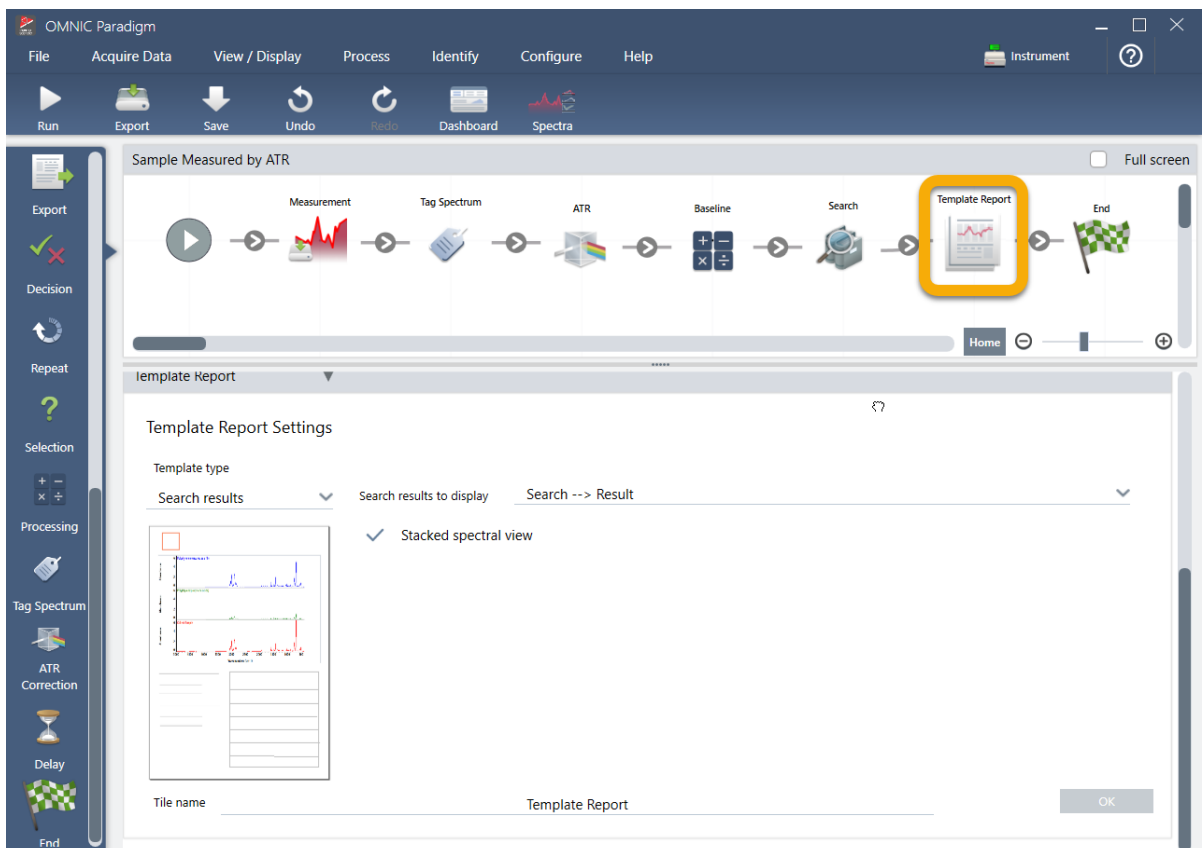 OMNIC Paradigm
File Acquire Data View / Display Process Identify Configure Help Instrument
Run Export Save Undo Redo Dashboard Spectra
Sample Measured by ATR Full screen
Export
Decision
Repeat
Selection
Processing
Tag Spectrum
ATR
Correction
Delay
End
Measurement Tag Spectrum ATR Baseline Search Template Report End
Home
Template Report
Template Report Settings
Template type
Search results Search results to display Search --> Result
Stacked spectral view
Tile name Template Report OK